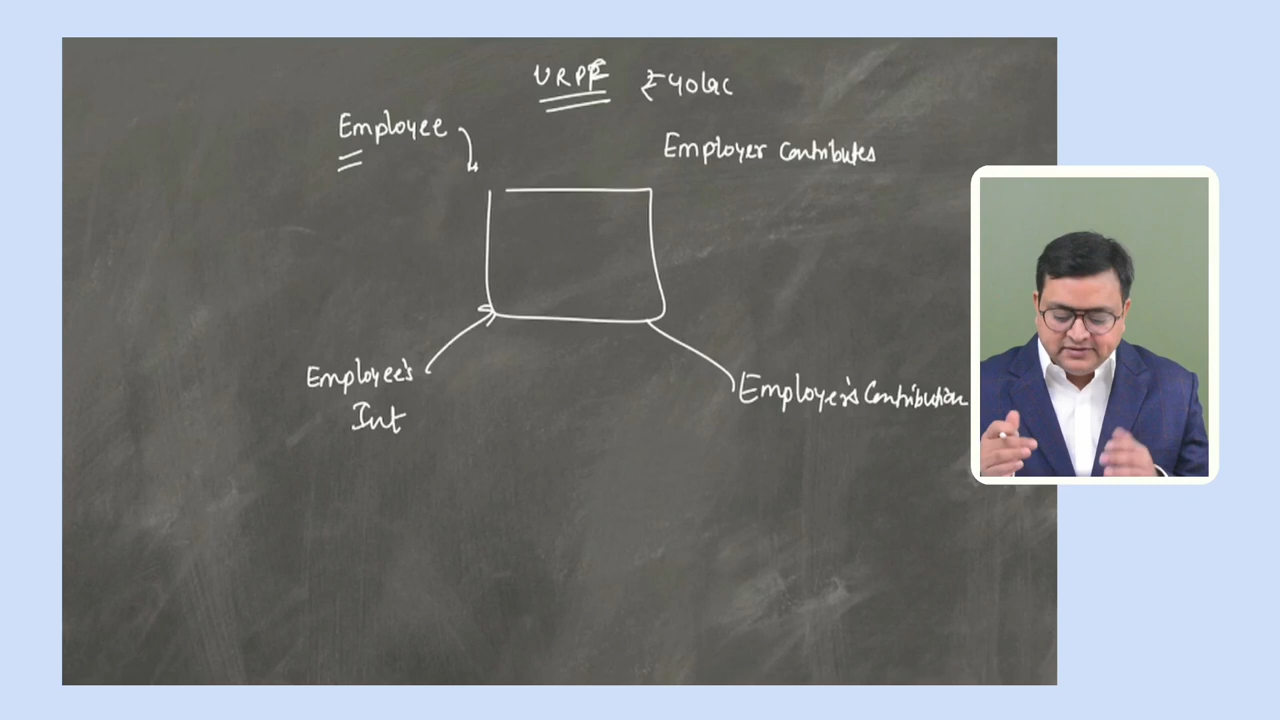 URPF ₹40lac
Employee
Employer Contributes
Employee's
Int
Employer's Contribution